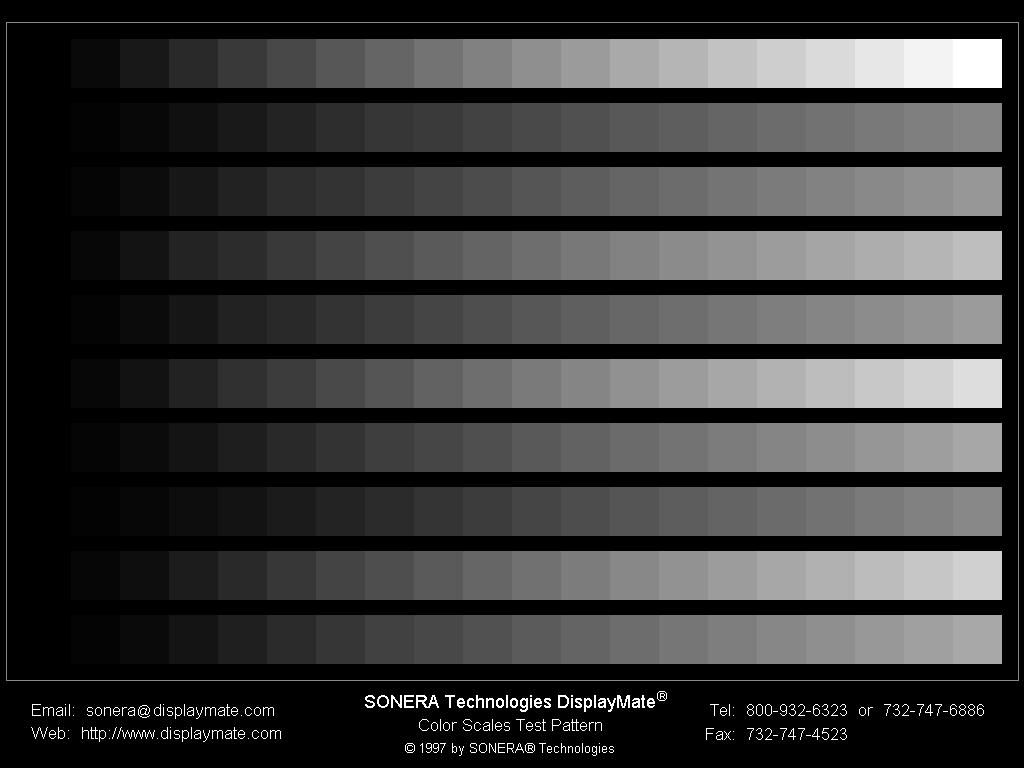 SONERA Technologies DisplayMate®
Color Scales Test Pattern
© 1997 by SONERA® Technologies
Email: sonera@displaymate.com
Web: http://www.displaymate.com
Tel: 800-932-6323 or 732-747-6886
Fax: 732-747-4523